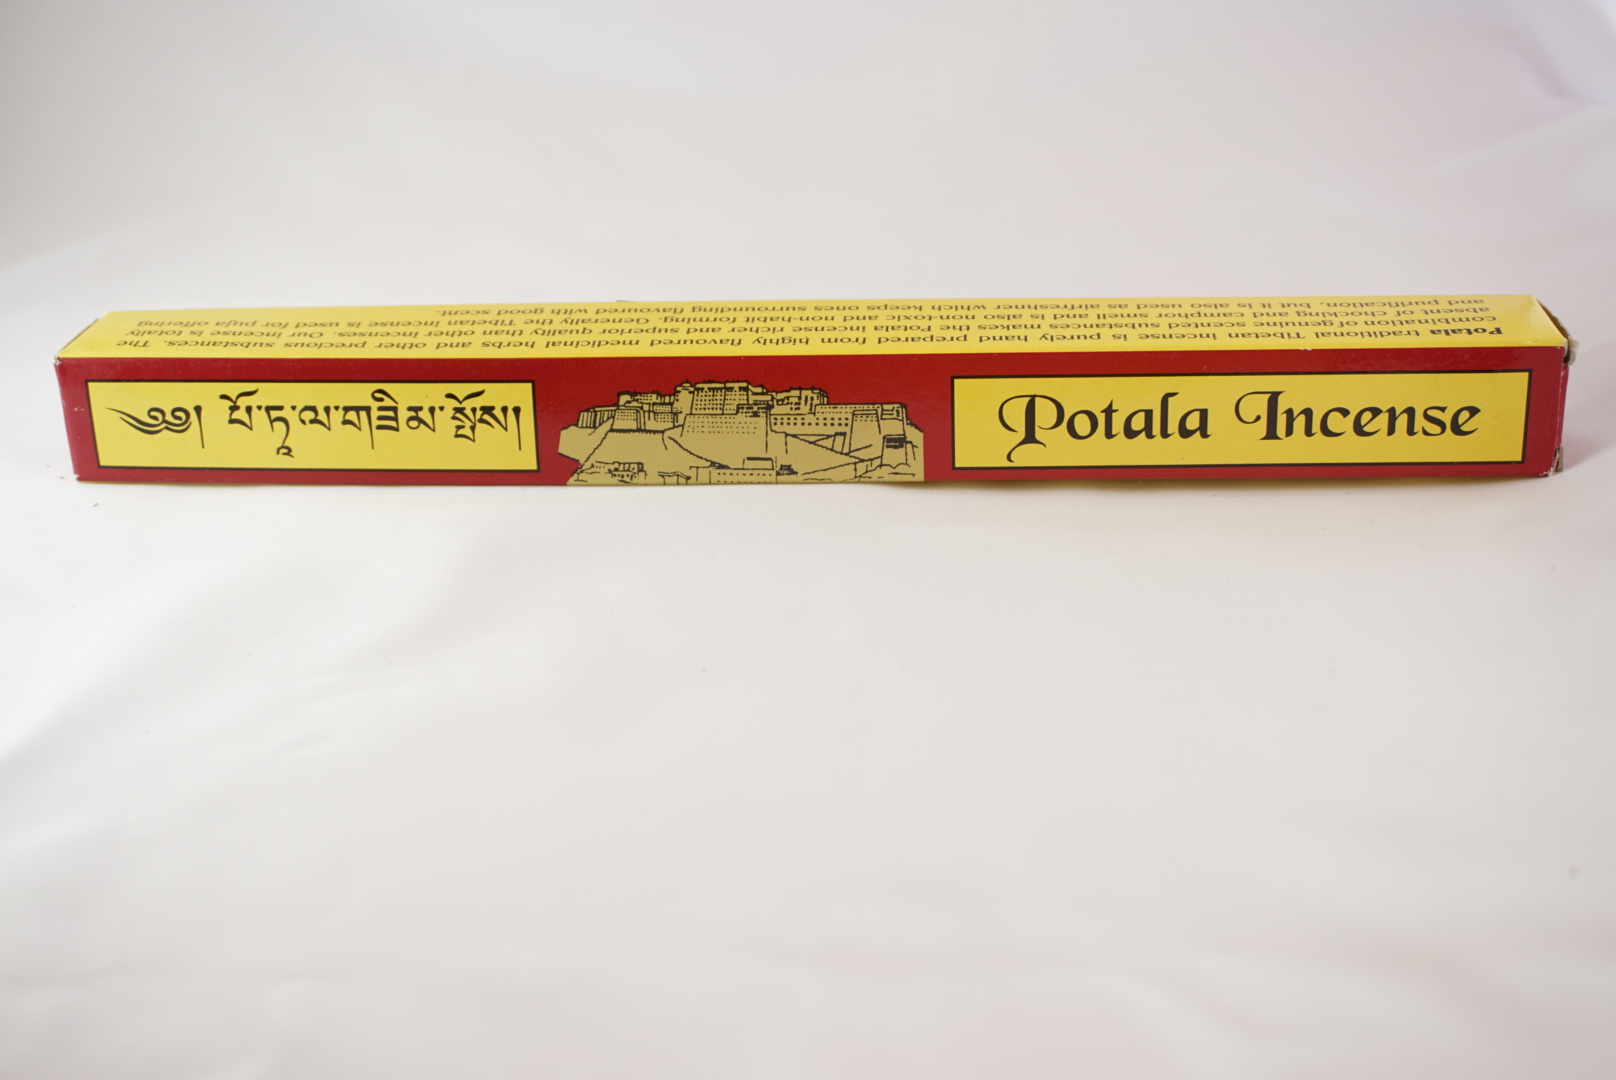 Potala traditional Tibetan Incense is purely hand prepared from highly flavoured medicinal herbs and other precious substances. The
combination of genuine scented substances makes the Potala incense richer and superior quality than other incenses. Our incense is totally
absent of chocking and camphor smell and is also non-toxic and non-habit forming. Generally the Tibetan incense is used for puja offering
and purification, but it is also used as airfreshner which keeps ones surrounding flavoured with good scent.
༄༅། པོ་ཏཱ་ལ་གཟིམ་སྤོས།
Potala Incense